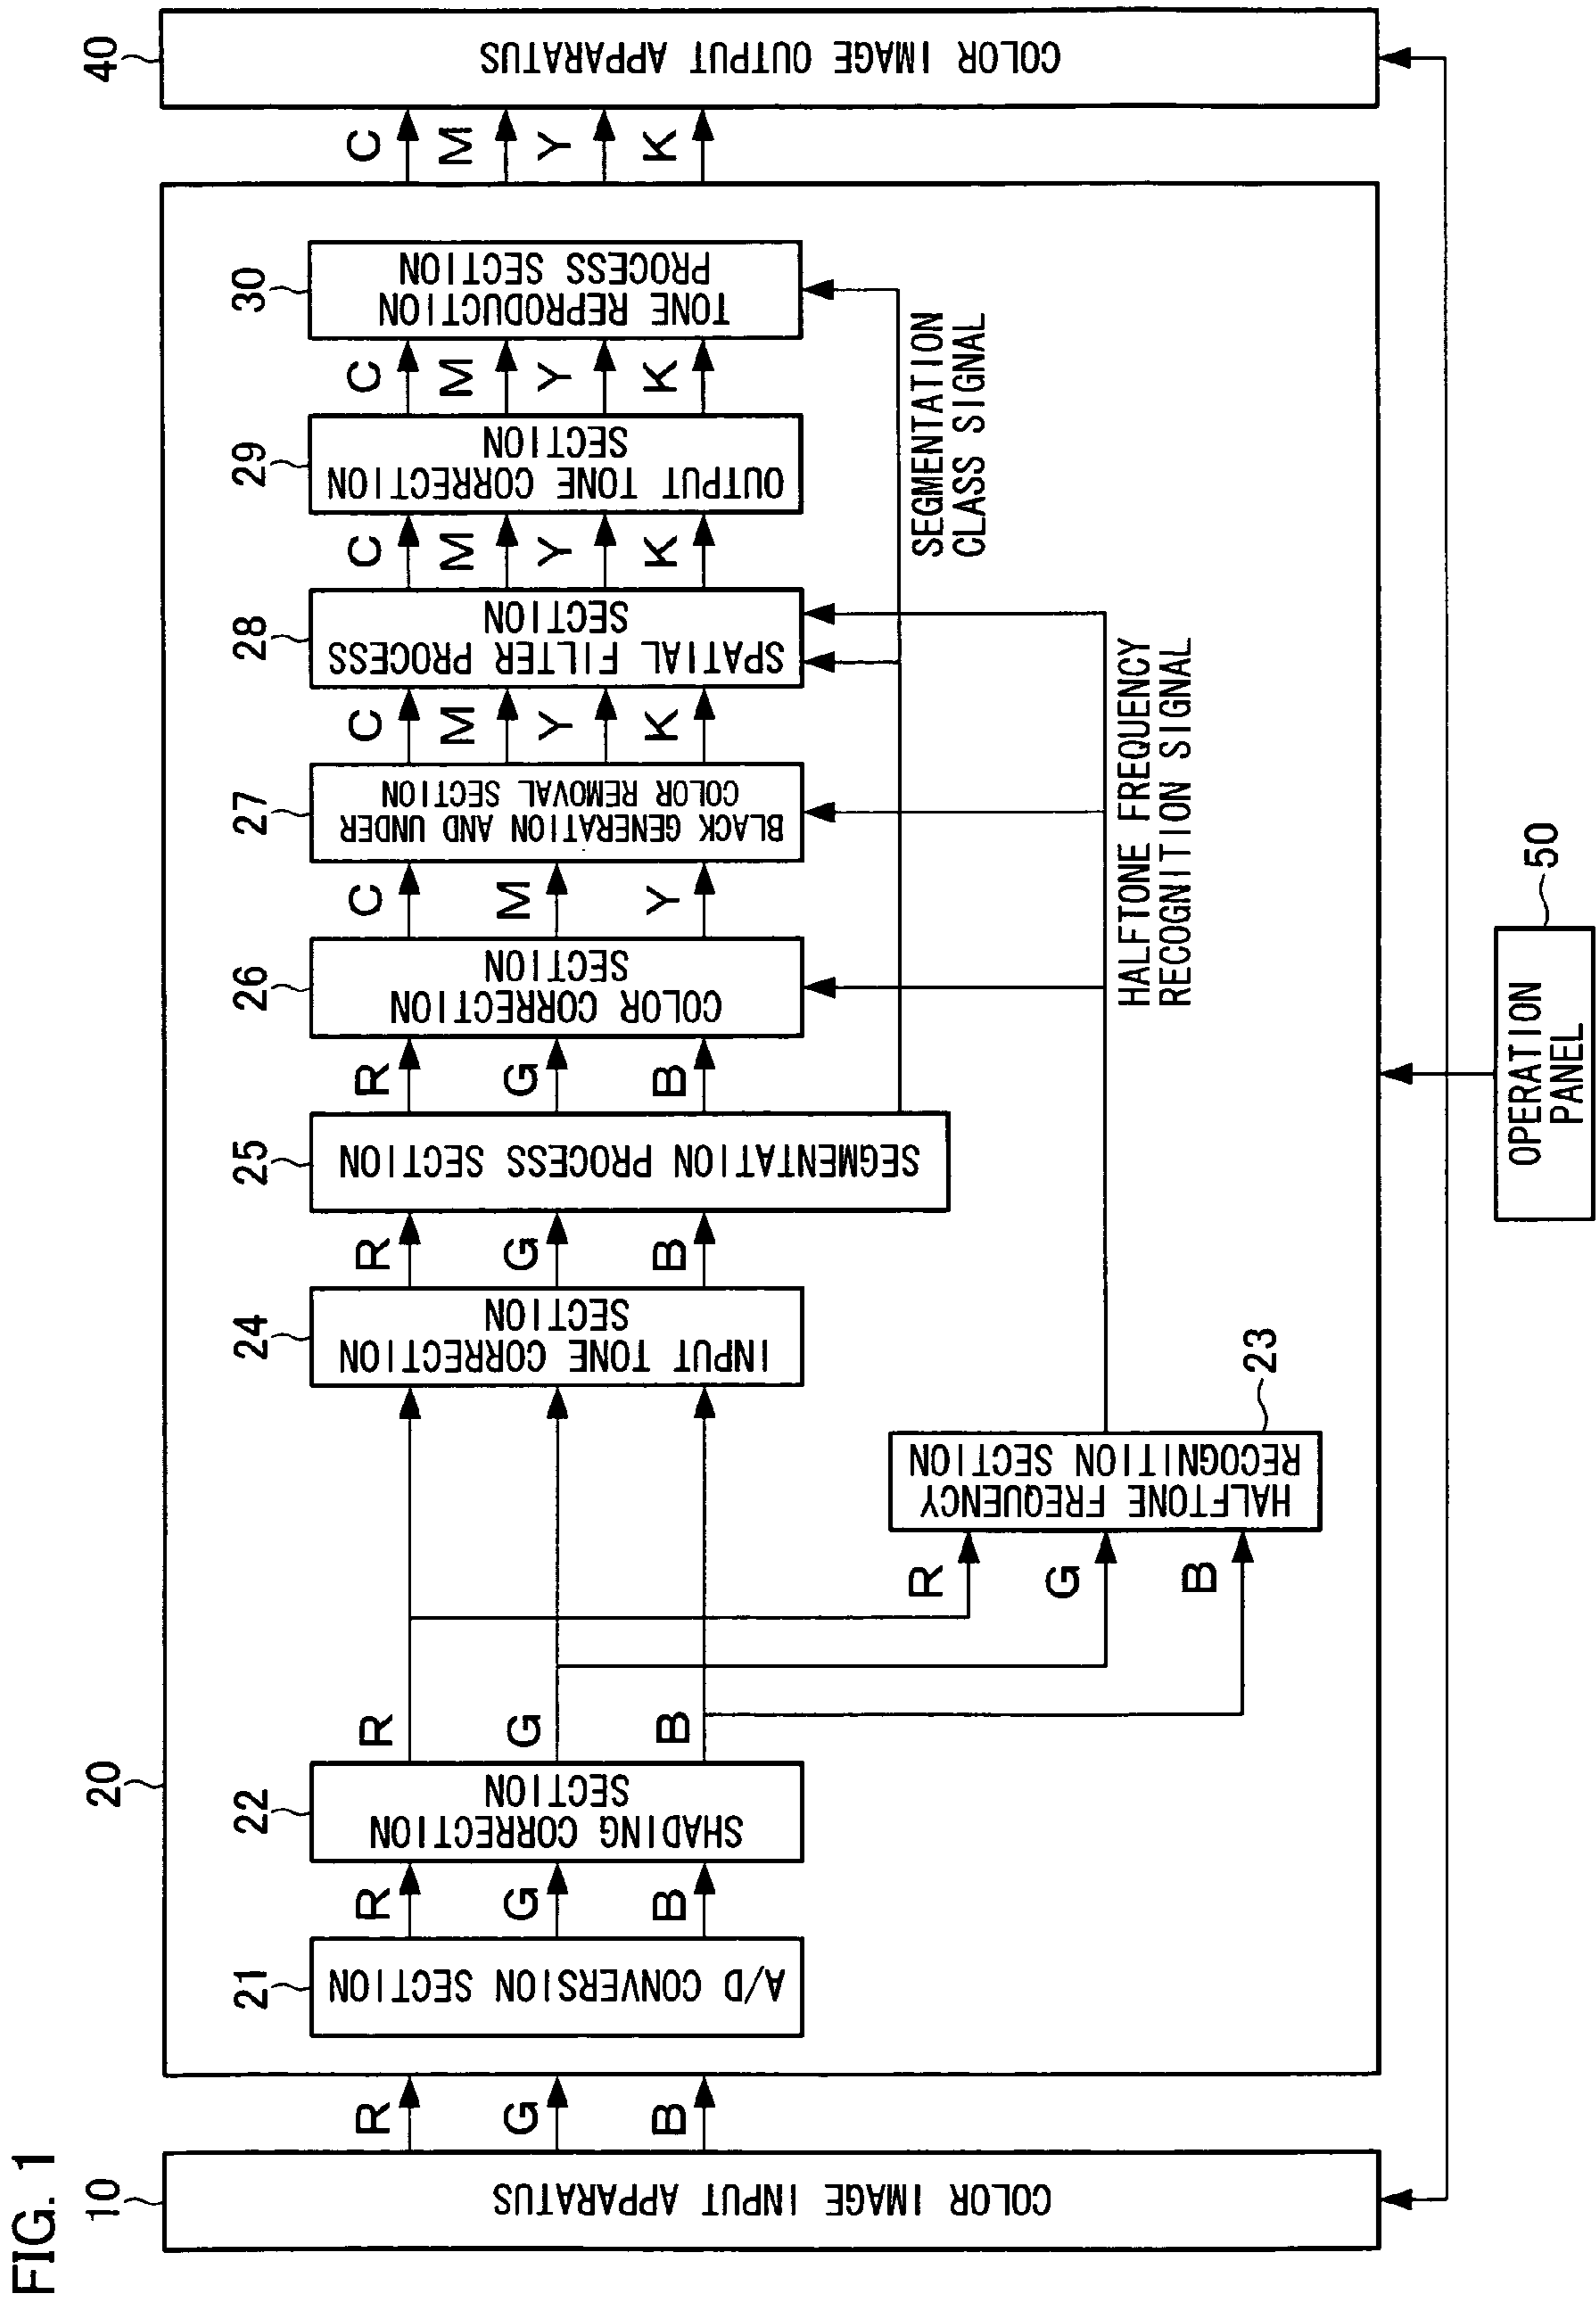 FIG. 1
10
COLOR IMAGE INPUT APPARATUS
R
G
B
20
21
A/D CONVERSION SECTION
R
G
B
22
SHADING CORRECTION
SECTION
R
G
B
R
G
B
23
HALFTONE FREQUENCY
RECOGNITION SECTION
24
INPUT TONE CORRECTION
SECTION
R
G
B
25
SEGMENTATION PROCESS SECTION
R
G
B
26
COLOR CORRECTION
SECTION
C
M
Y
27
BLACK GENERATION AND UNDER
COLOR REMOVAL SECTION
C
M
Y
K
28
SPATIAL FILTER PROCESS
SECTION
C
M
Y
K
29
OUTPUT TONE CORRECTION
SECTION
C
M
Y
K
30
TONE REPRODUCTION
PROCESS SECTION
SEGMENTATION
CLASS SIGNAL
HALFTONE FREQUENCY
RECOGNITION SIGNAL
C
M
Y
K
40
COLOR IMAGE OUTPUT APPARATUS
50
OPERATION
PANEL